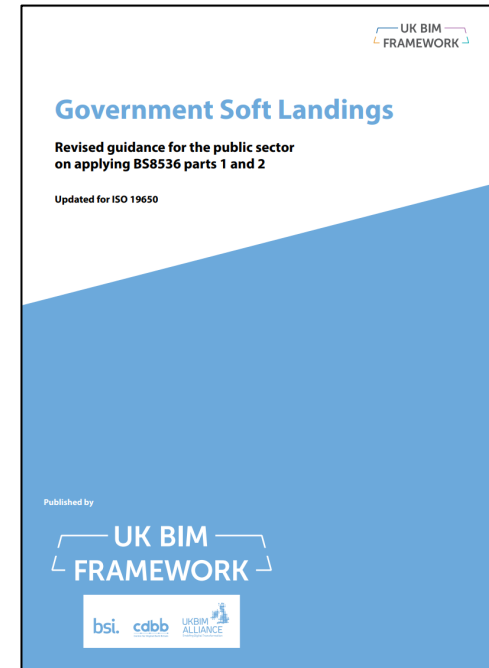 UK BIM
FRAMEWORK
Government Soft Landings
Revised guidance for the public sector
on applying BS8536 parts 1 and 2
Updated for ISO 19650
Published by
UK BIM
FRAMEWORK
bsi. cdbb UKBIM
ALLIANCE